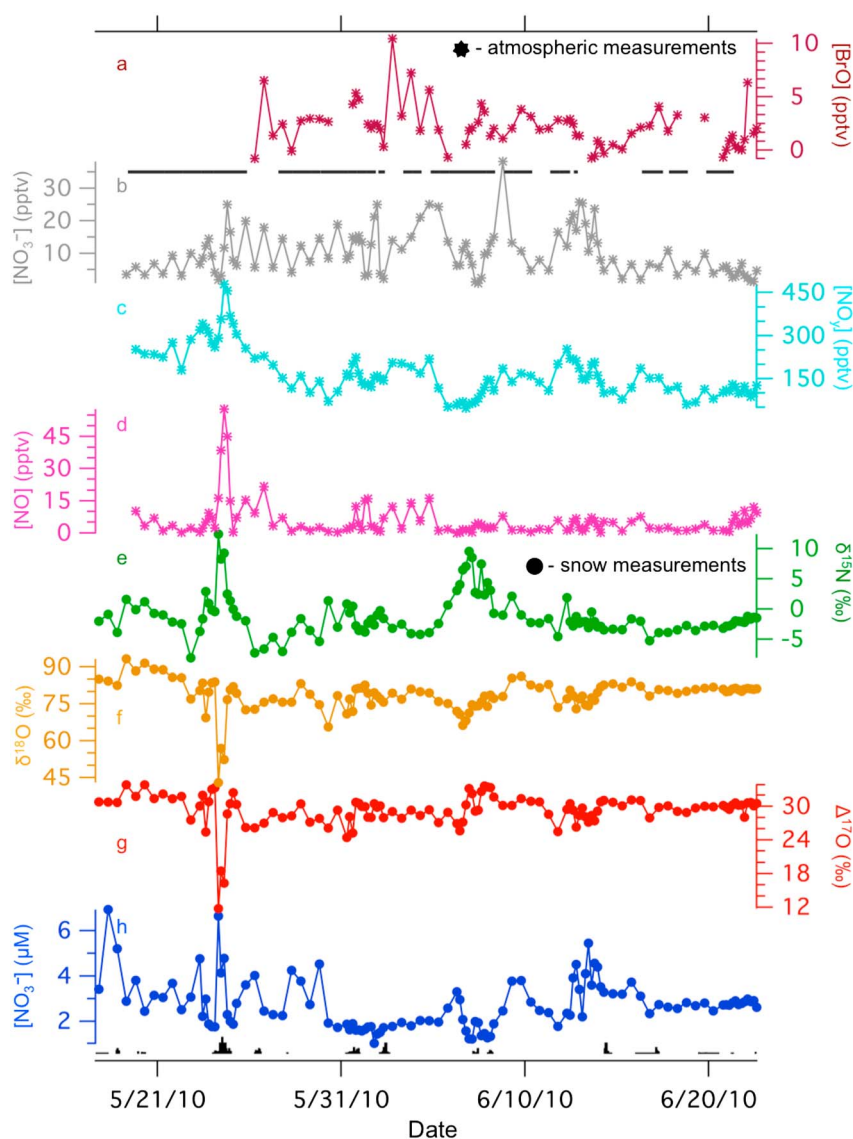 a
✷ - atmospheric measurements
10
5
0
[BrO] (pptv)
b
30
20
10
[NO₃⁻] (pptv)
c
450
300
150
[NOy] (pptv)
d
45
30
15
0
[NO] (pptv)
e
● - snow measurements
10
5
0
-5
δ¹⁵N (‰)
f
90
75
60
45
δ¹⁸O (‰)
g
30
24
18
12
Δ¹⁷O (‰)
h
6
4
2
[NO₃⁻] (μM)
5/21/10 5/31/10 6/10/10 6/20/10
Date